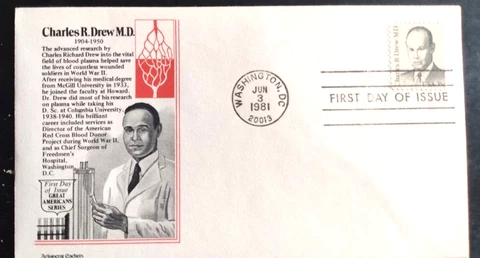 Charles R. Drew M.D.
1904-1950
The advanced research by
Charles Richard Drew into the vital
field of blood plasma helped save
the lives of countless wounded
soldiers in World War II.
After receiving his medical degree
from McGill University in 1933,
he joined the faculty of Howard.
Dr. Drew did most of his research
on plasma while taking his
D. Sc. at Columbia University,
1938-1940. His brilliant
career included services as
Director of the American
Red Cross Blood Donor
Project during World War II,
and as Chief Surgeon of
Freedmen's
Hospital,
Washington
D.C.
First Day
of Issue
GREAT
AMERICANS
SERIES
WASHINGTON, DC
JUN
3
1981
20013
Charles R. Drew M.D.
FIRST DAY OF ISSUE